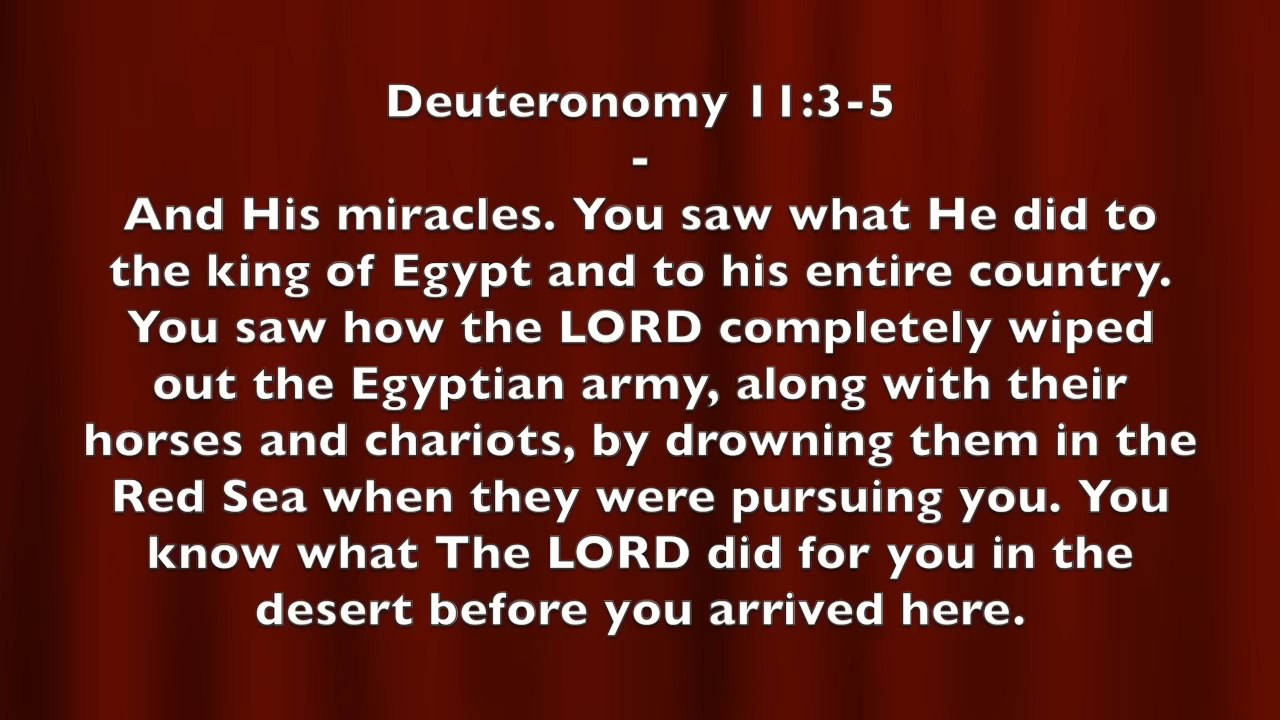 Deuteronomy 11:3-5
-
And His miracles. You saw what He did to
the king of Egypt and to his entire country.
You saw how the LORD completely wiped
out the Egyptian army, along with their
horses and chariots, by drowning them in the
Red Sea when they were pursuing you. You
know what The LORD did for you in the
desert before you arrived here.